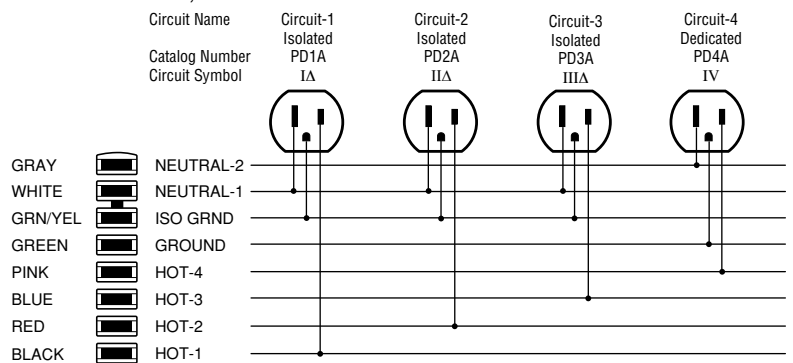 Circuit Name Circuit-1 Circuit-2 Circuit-3 Circuit-4
Isolated Isolated Isolated Dedicated
Catalog Number PD1A PD2A PD3A PD4A
Circuit Symbol IΔ IIΔ IIIΔ IV
GRAY NEUTRAL-2
WHITE NEUTRAL-1
GRN/YEL ISO GRND
GREEN GROUND
PINK HOT-4
BLUE HOT-3
RED HOT-2
BLACK HOT-1